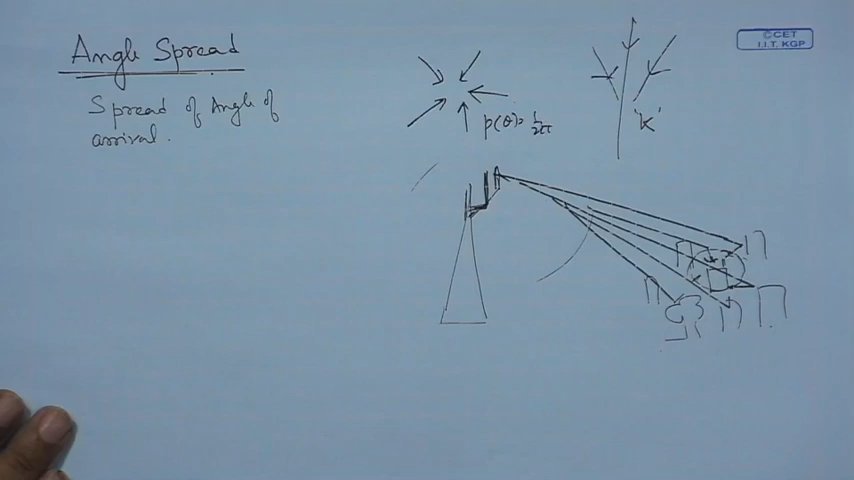 Angle Spread
Spread of Angle of
arrival.
p(θ) = 1/2π
'K'
©CET
I.I.T. KGP